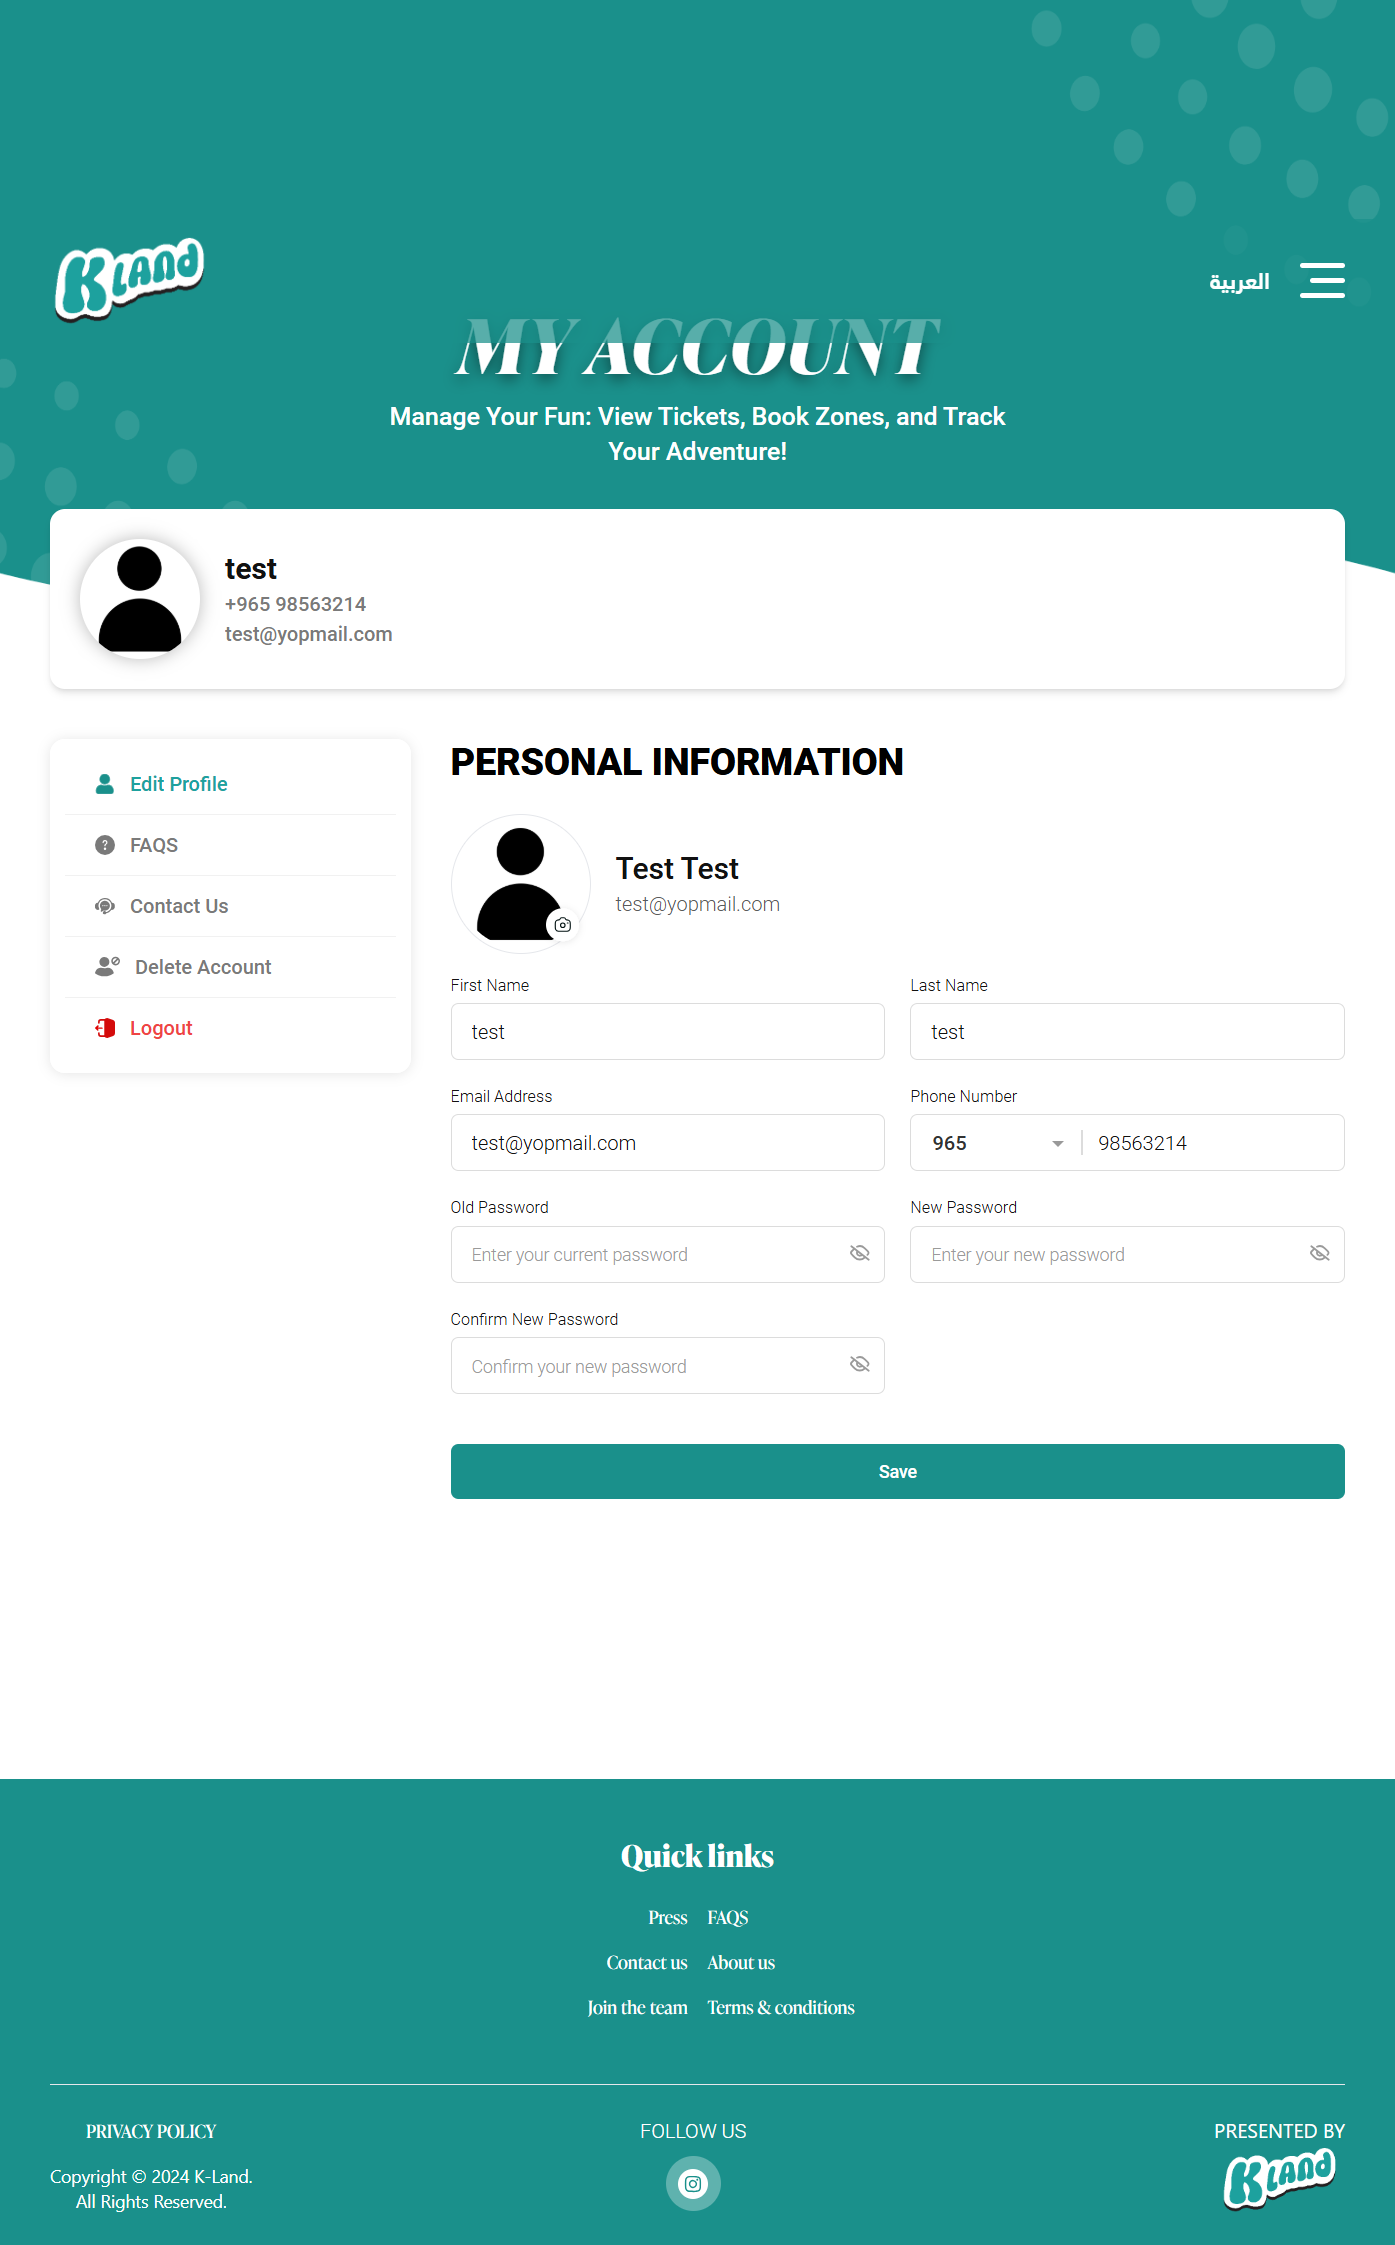 K Land
العربية
MY ACCOUNT
Manage Your Fun: View Tickets, Book Zones, and Track
Your Adventure!
test
+965 98563214
test@yopmail.com
Edit Profile
FAQS
Contact Us
Delete Account
Logout
PERSONAL INFORMATION
Test Test
test@yopmail.com
First Name
Last Name
test
test
Email Address
Phone Number
test@yopmail.com
965
98563214
Old Password
New Password
Enter your current password
Enter your new password
Confirm New Password
Confirm your new password
Save
Quick links
Press
FAQS
Contact us
About us
Join the team
Terms & conditions
PRIVACY POLICY
Copyright © 2024 K-Land.
All Rights Reserved.
FOLLOW US
PRESENTED BY
K Land